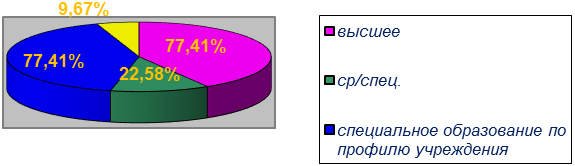 9,67%
77,41%
77,41%
22,58%
высшее
ср/спец.
специальное образование по
профилю учреждения